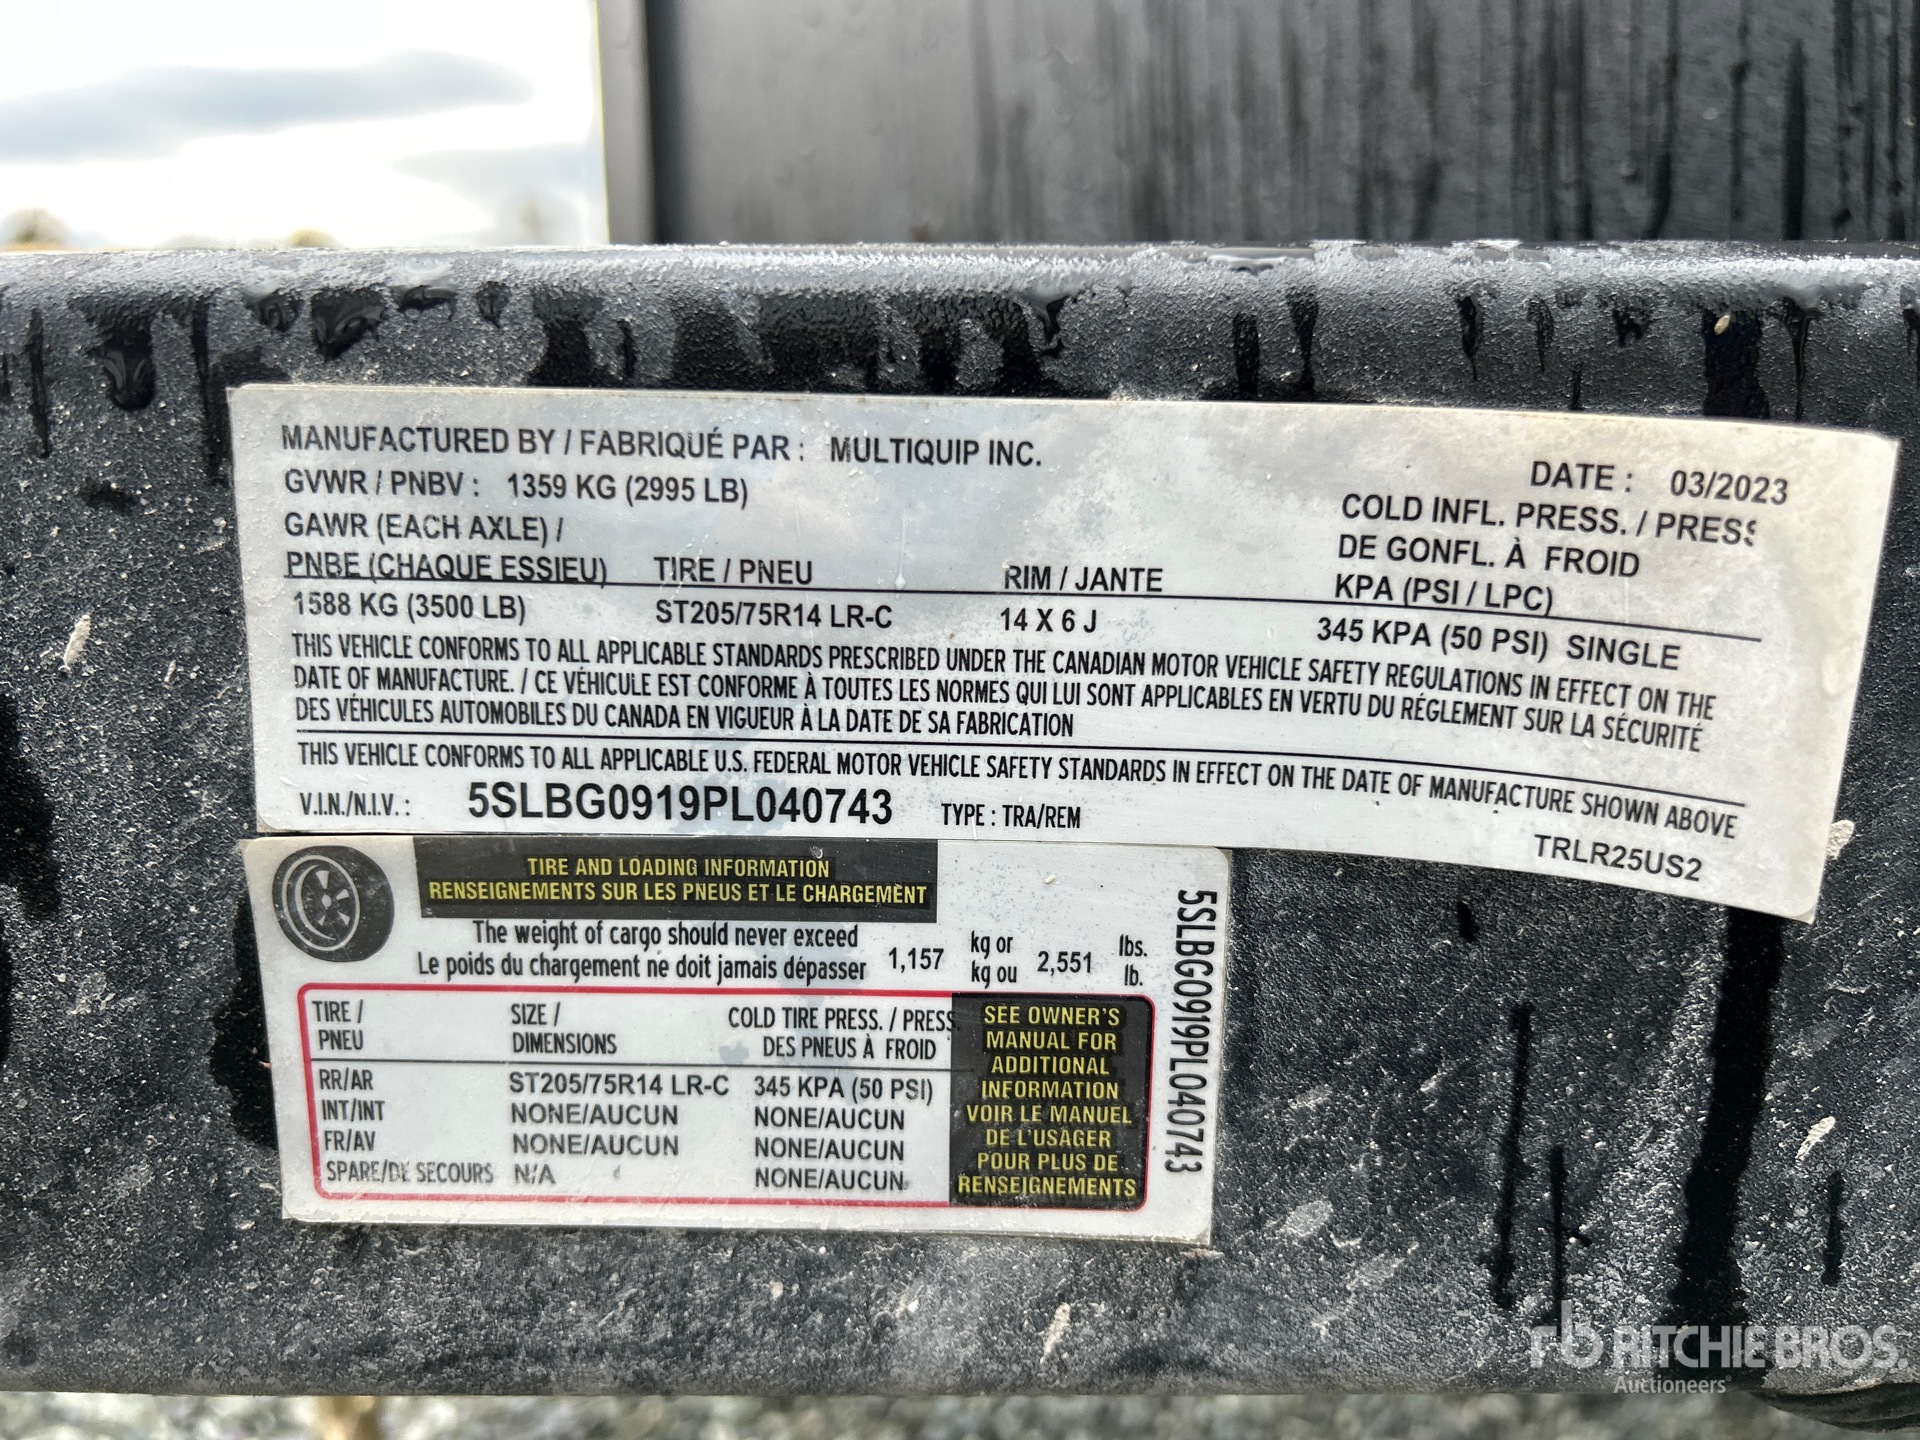 MANUFACTURED BY / FABRIQUÉ PAR : MULTIQUIP INC.
DATE : 03/2023
GVWR / PNBV : 1359 KG (2995 LB)
GAWR (EACH AXLE) /
PNBE (CHAQUE ESSIEU) TIRE / PNEU RIM / JANTE
COLD INFL. PRESS. / PRESS
DE GONFL. À FROID
KPA (PSI / LPC)
1588 KG (3500 LB) ST205/75R14 LR-C 14 X 6 J 345 KPA (50 PSI) SINGLE
THIS VEHICLE CONFORMS TO ALL APPLICABLE STANDARDS PRESCRIBED UNDER THE CANADIAN MOTOR VEHICLE SAFETY REGULATIONS IN EFFECT ON THE
DATE OF MANUFACTURE. / CE VÉHICULE EST CONFORME À TOUTES LES NORMES QUI LUI SONT APPLICABLES EN VERTU DU RÉGLEMENT SUR LA SÉCURITÉ
DES VÉHICULES AUTOMOBILES DU CANADA EN VIGUEUR À LA DATE DE SA FABRICATION
THIS VEHICLE CONFORMS TO ALL APPLICABLE U.S. FEDERAL MOTOR VEHICLE SAFETY STANDARDS IN EFFECT ON THE DATE OF MANUFACTURE SHOWN ABOVE
V.I.N./N.I.V. : 5SLBG0919PL040743 TYPE : TRA/REM
TRLR25US2
TIRE AND LOADING INFORMATION
RENSEIGNEMENTS SUR LES PNEUS ET LE CHARGEMENT
The weight of cargo should never exceed
Le poids du chargement ne doit jamais dépasser
1,157 kg or
kg ou 2,551 lbs.
lb.
TIRE /
PNEU
SIZE /
DIMENSIONS
COLD TIRE PRESS. / PRESS.
DES PNEUS À FROID
RR/AR ST205/75R14 LR-C 345 KPA (50 PSI)
INT/INT NONE/AUCUN NONE/AUCUN
FR/AV NONE/AUCUN NONE/AUCUN
SPARE/DE SECOURS N/A NONE/AUCUN
SEE OWNER'S
MANUAL FOR
ADDITIONAL
INFORMATION
VOIR LE MANUEL
DE L'USAGER
POUR PLUS DE
RENSEIGNEMENTS
5SLBG0919PL040743
rb RITCHIE BROS.
Auctioneers